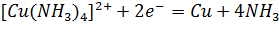 [Cu(NH₃)₄]²⁺ + 2e⁻ = Cu + 4NH₃